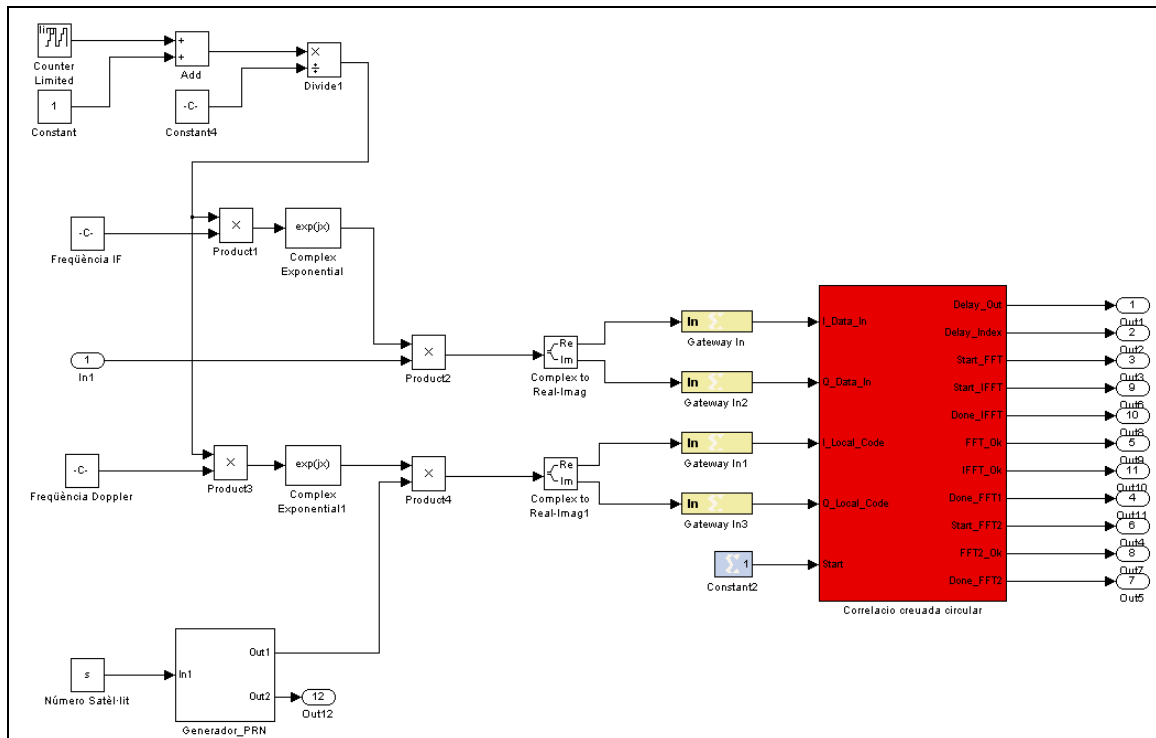 lim
Counter
Limited
+
+
Add
×
÷
Divide1
1
Constant
-C-
Constant4
-C-
Freqüència IF
×
Product1
exp(jx)
Complex
Exponential
1
In1
×
Product2
Re
Im
Complex to
Real-Imag
In
Gateway In
In
Gateway In2
-C-
Freqüència Doppler
×
Product3
exp(jx)
Complex
Exponential1
×
Product4
Re
Im
Complex to
Real-Imag1
In
Gateway In1
In
Gateway In3
1
Constant2
I_Data_in
Q_Data_In
I_Local_Code
Q_Local_Code
Start
Delay_Out
Delay_Index
Start_FFT
Start_IFFT
Done_IFFT
FFT_Ok
IFFT_Ok
Done_FFT1
Start_FFT2
FFT2_Ok
Done_FFT2
Correlacio creuada circular
1
Out1
2
Out2
3
Out3
9
Out6
10
Out8
5
Out9
11
Out10
4
Out11
6
Out4
8
Out7
7
Out5
s
Número Satèl·lit
In1
Out1
Out2
Generador_PRN
12
Out12